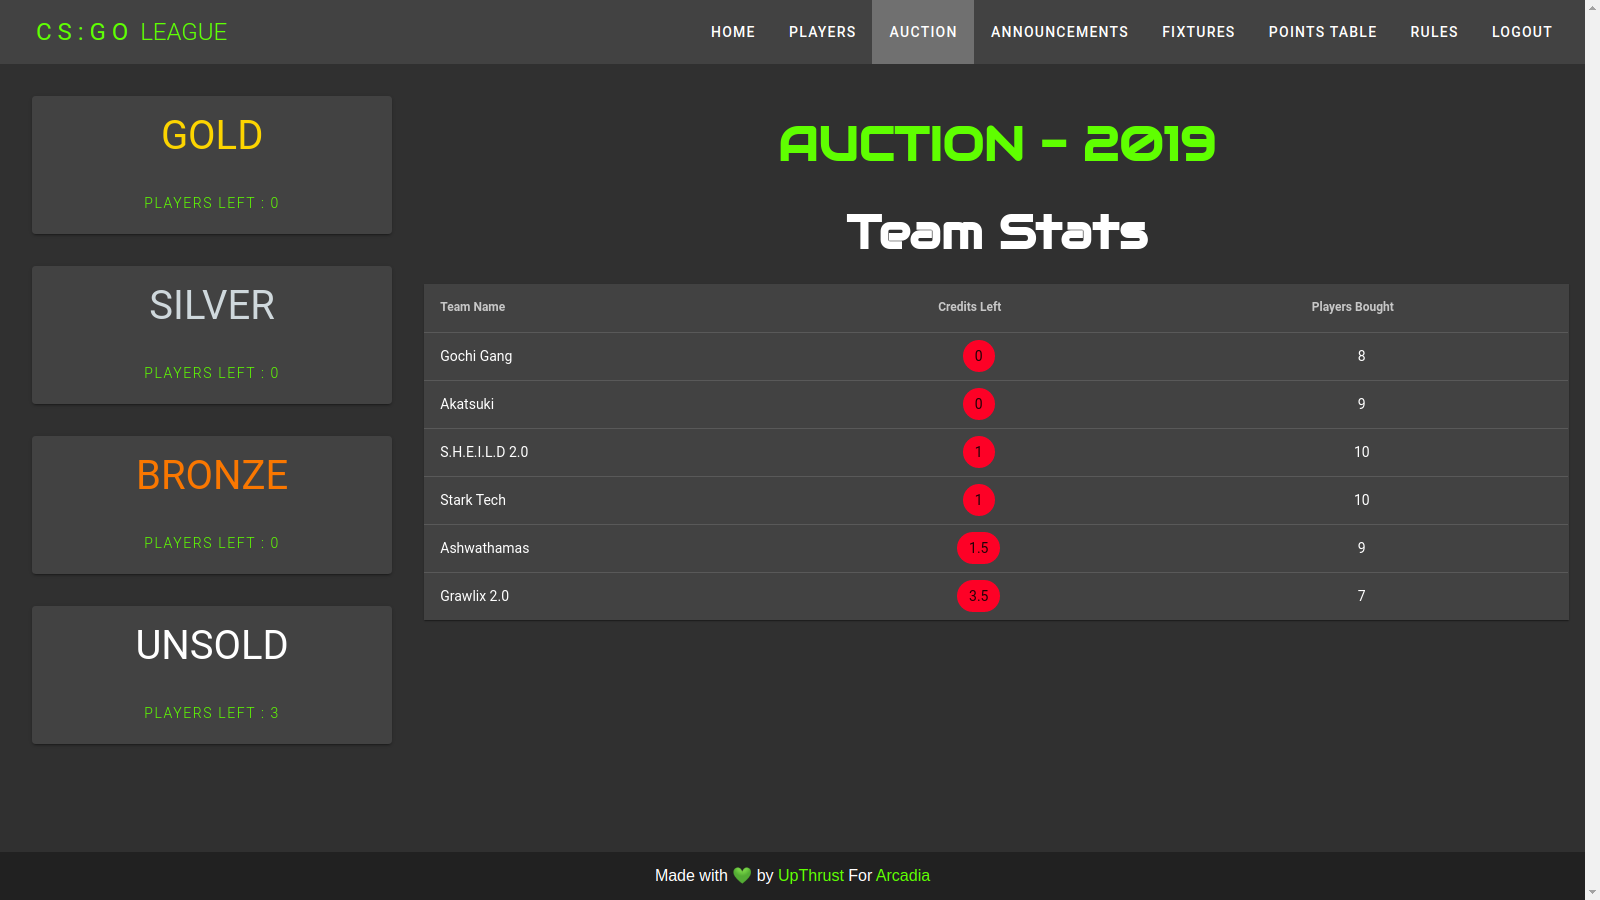 CS:GO LEAGUE
HOME PLAYERS AUCTION ANNOUNCEMENTS FIXTURES POINTS TABLE RULES LOGOUT
GOLD
PLAYERS LEFT : 0
SILVER
PLAYERS LEFT : 0
BRONZE
PLAYERS LEFT : 0
UNSOLD
PLAYERS LEFT : 3
AUCTION - 2019
Team Stats
Team Name Credits Left Players Bought
Gochi Gang 0 8
Akatsuki 0 9
S.H.E.I.L.D 2.0 1 10
Stark Tech 1 10
Ashwathamas 1.5 9
Grawlix 2.0 3.5 7
Made with 💚 by UpThrust For Arcadia